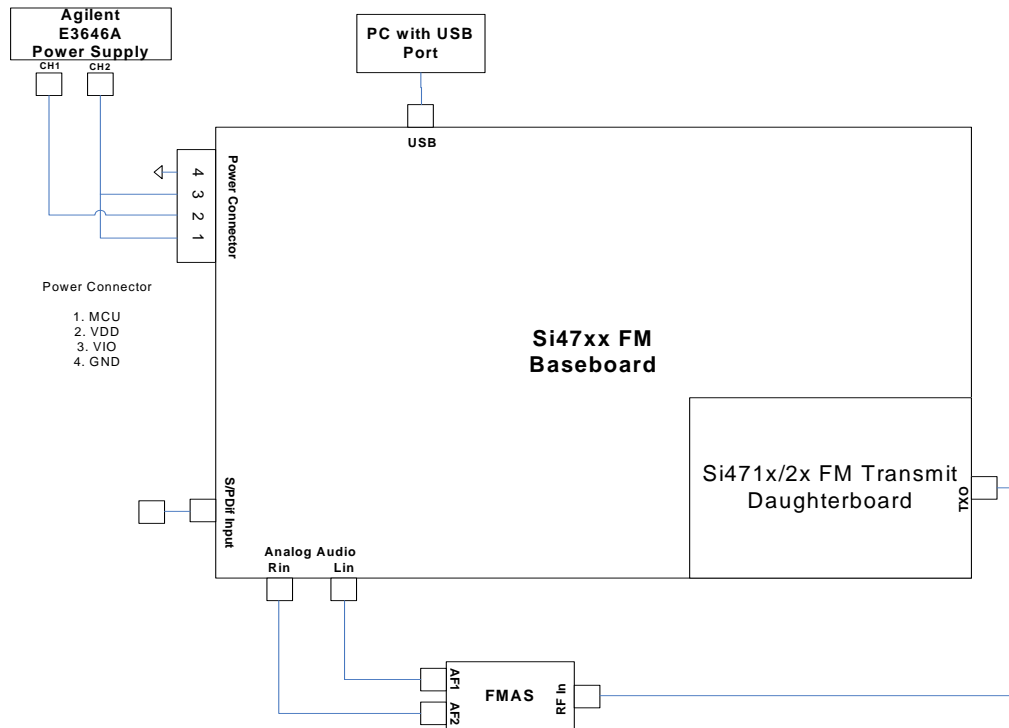 Agilent
E3646A
Power Supply
CH1 CH2
PC with USB
Port
USB
Power Connector
4
3
2
1
Power Connector
1. MCU
2. VDD
3. VIO
4. GND
Si47xx FM
Baseboard
Si471x/2x FM Transmit
Daughterboard
TXO
S/PDif Input
Analog Audio
Rin Lin
AF1
AF2
FMAS
RF In